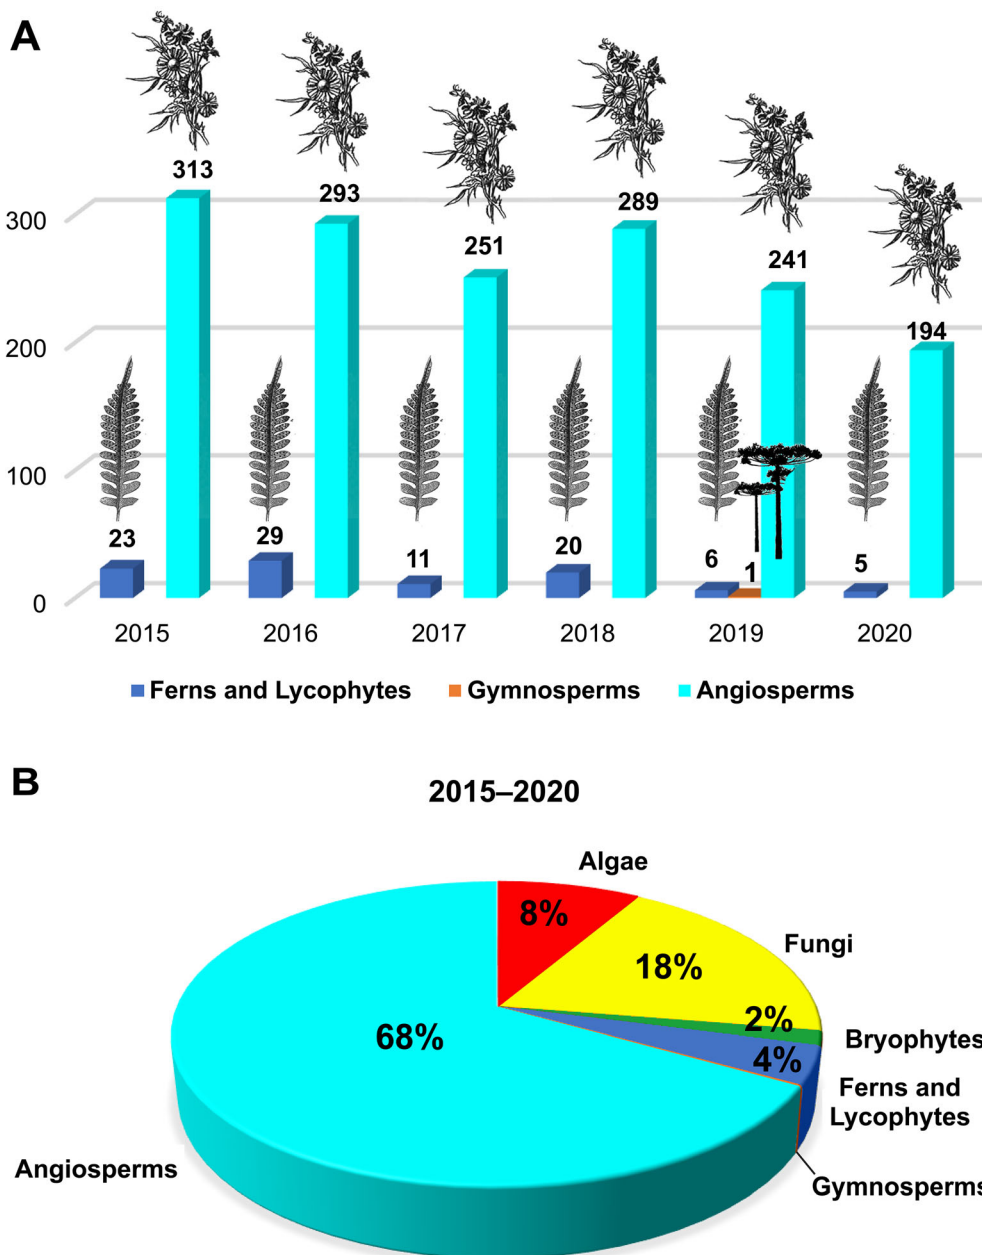 A
313
293
251
289
241
194
300
200
100
0
23
29
11
20
6
1
5
2015
2016
2017
2018
2019
2020
Ferns and Lycophytes
Gymnosperms
Angiosperms
B
2015–2020
Algae
8%
Fungi
18%
2%
Bryophytes
4%
Ferns and
Lycophytes
68%
Angiosperms
Gymnosperms